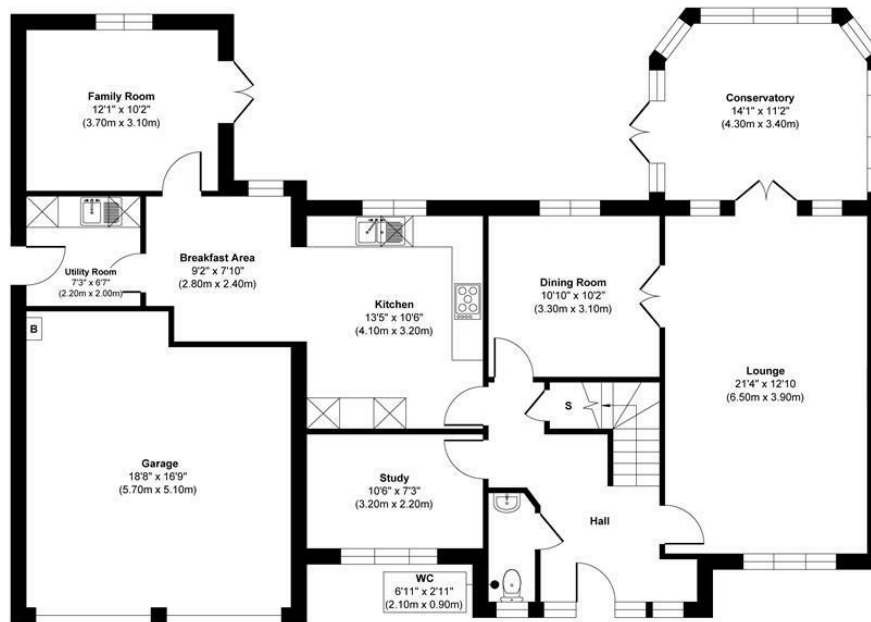 Family Room
12'1" x 10'2"
(3.70m x 3.10m)
Conservatory
14'1" x 11'2"
(4.30m x 3.40m)
Utility Room
7'3" x 6'7"
(2.20m x 2.00m)
Breakfast Area
9'2" x 7'10"
(2.80m x 2.40m)
Kitchen
13'5" x 10'6"
(4.10m x 3.20m)
Dining Room
10'10" x 10'2"
(3.30m x 3.10m)
Lounge
21'4" x 12'10
(6.50m x 3.90m)
B
S
Garage
18'8" x 16'9"
(5.70m x 5.10m)
Study
10'6" x 7'3"
(3.20m x 2.20m)
Hall
WC
6'11" x 2'11"
(2.10m x 0.90m)